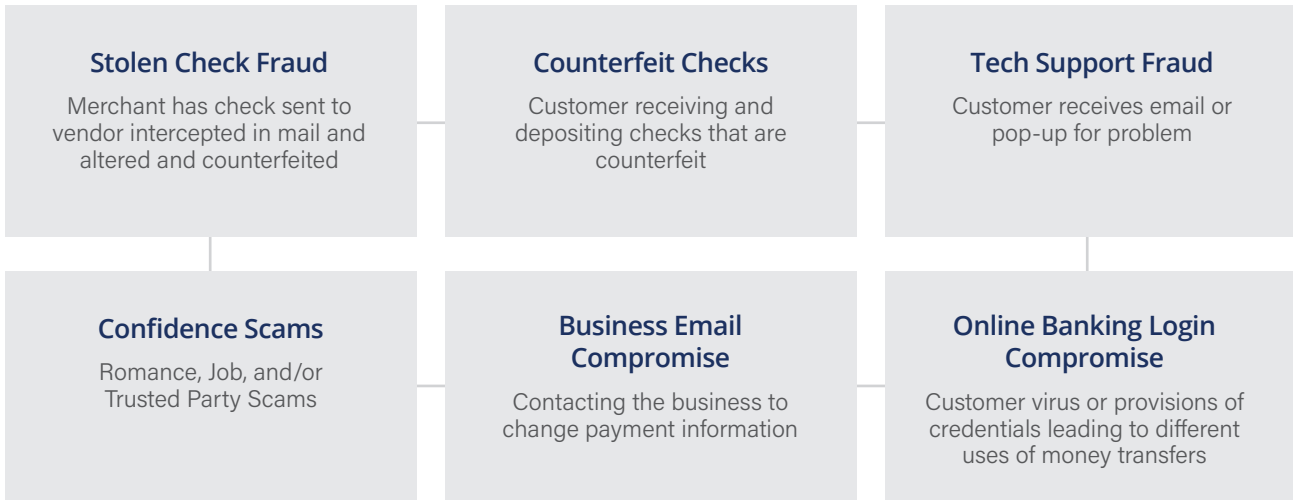 Stolen Check Fraud
Merchant has check sent to
vendor intercepted in mail and
altered and counterfeited
Counterfeit Checks
Customer receiving and
depositing checks that are
counterfeit
Tech Support Fraud
Customer receives email or
pop-up for problem
Confidence Scams
Romance, Job, and/or
Trusted Party Scams
Business Email
Compromise
Contacting the business to
change payment information
Online Banking Login
Compromise
Customer virus or provisions of
credentials leading to different
uses of money transfers